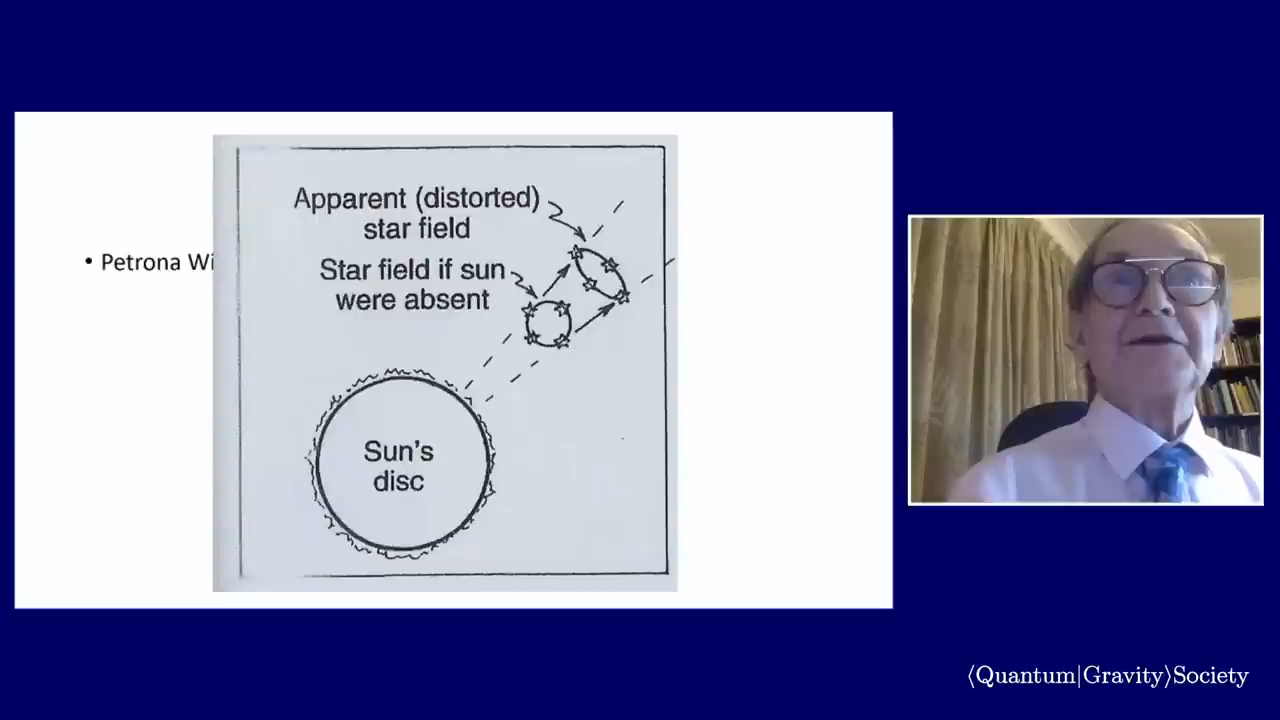 Apparent (distorted)
star field
• Petrona Wi
Star field if sun
were absent
Sun's
disc
⟨Quantum|Gravity⟩Society